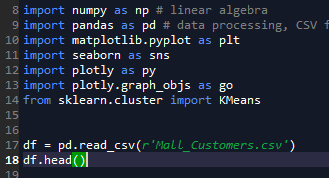 8 import numpy as np # linear algebra
9 import pandas as pd # data processing, CSV f
10 import matplotlib.pyplot as plt
11 import seaborn as sns
12 import plotly as py
13 import plotly.graph_objs as go
14 from sklearn.cluster import KMeans
15
16
17 df = pd.read_csv(r'Mall_Customers.csv')
18 df.head()